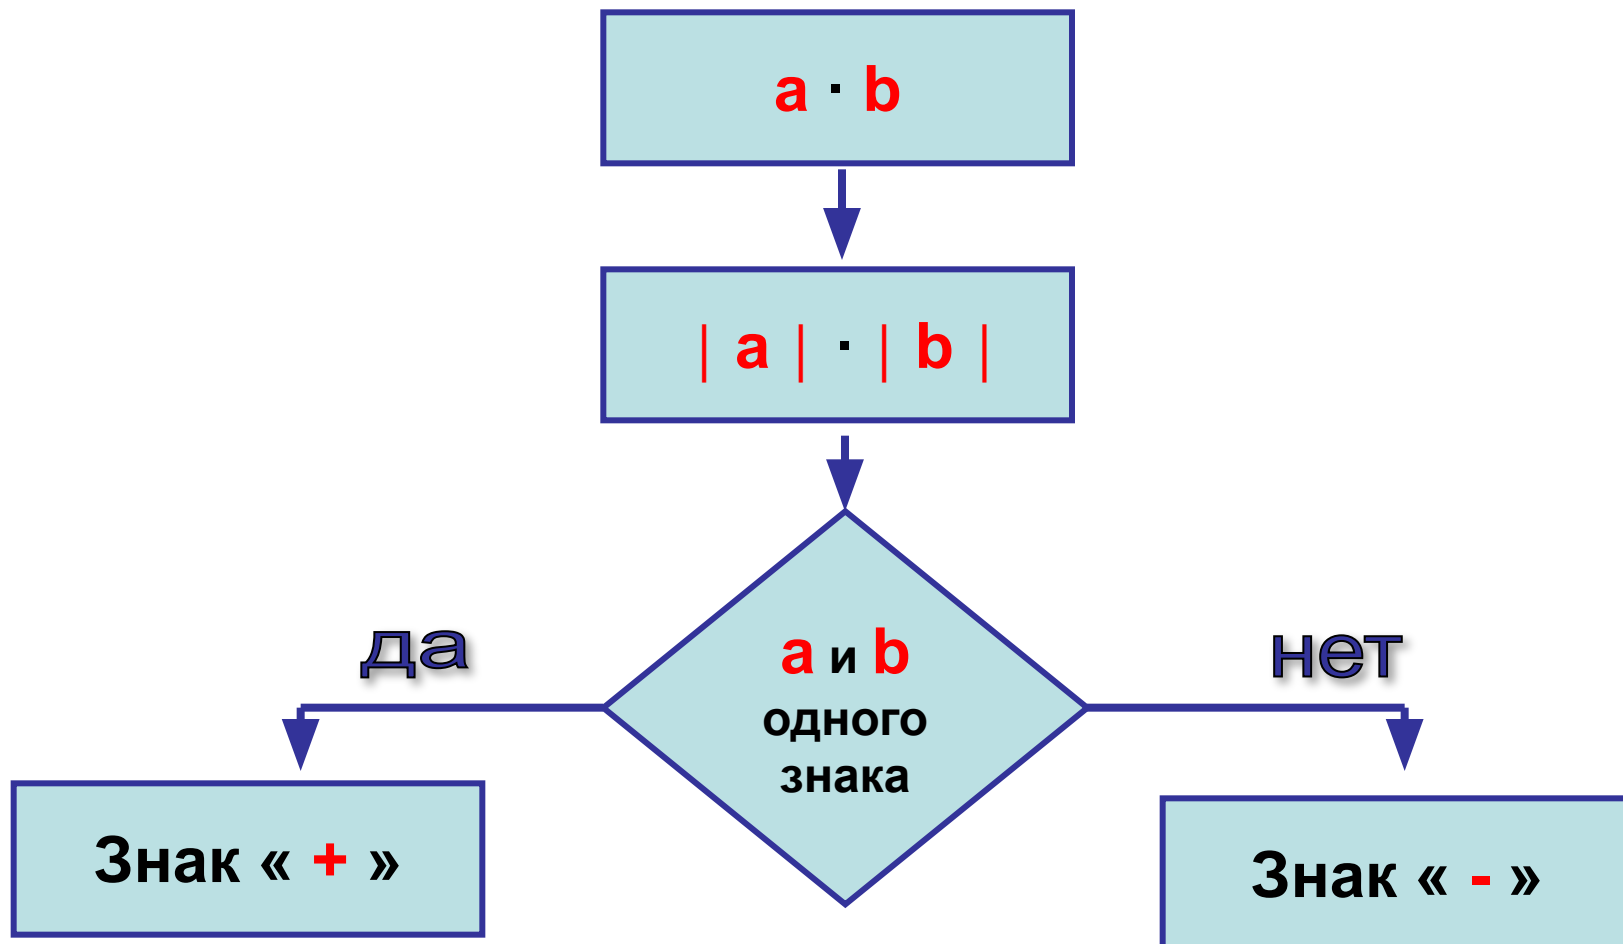 a · b
| a | · | b |
да
нет
a и b
одного
знака
Знак « + »
Знак « - »